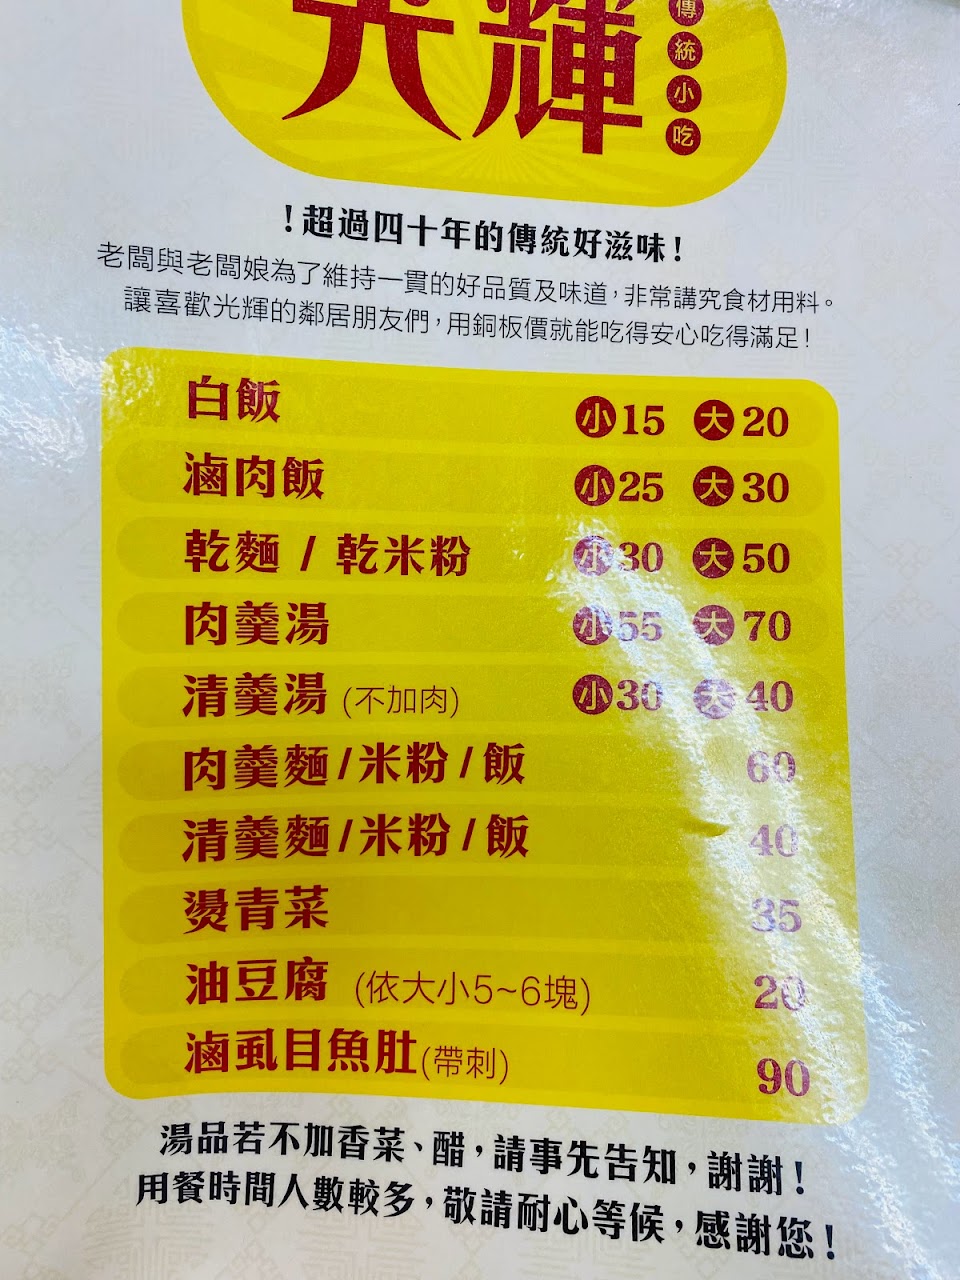 光輝
傳統小吃
!超過四十年的傳統好滋味!
老闆與老闆娘為了維持一貫的好品質及味道,非常講究食材用料。
讓喜歡光輝的鄰居朋友們,用銅板價就能吃得安心吃得滿足!
白飯 小15 大20
滷肉飯 小25 大30
乾麵 / 乾米粉 小30 大50
肉羹湯 小55 大70
清羹湯 (不加肉) 小30 大40
肉羹麵/米粉/飯 60
清羹麵/米粉/飯 40
燙青菜 35
油豆腐 (依大小5~6塊) 20
滷虱目魚肚(帶刺) 90
湯品若不加香菜、醋,請事先告知,謝謝!
用餐時間人數較多,敬請耐心等候,感謝您!